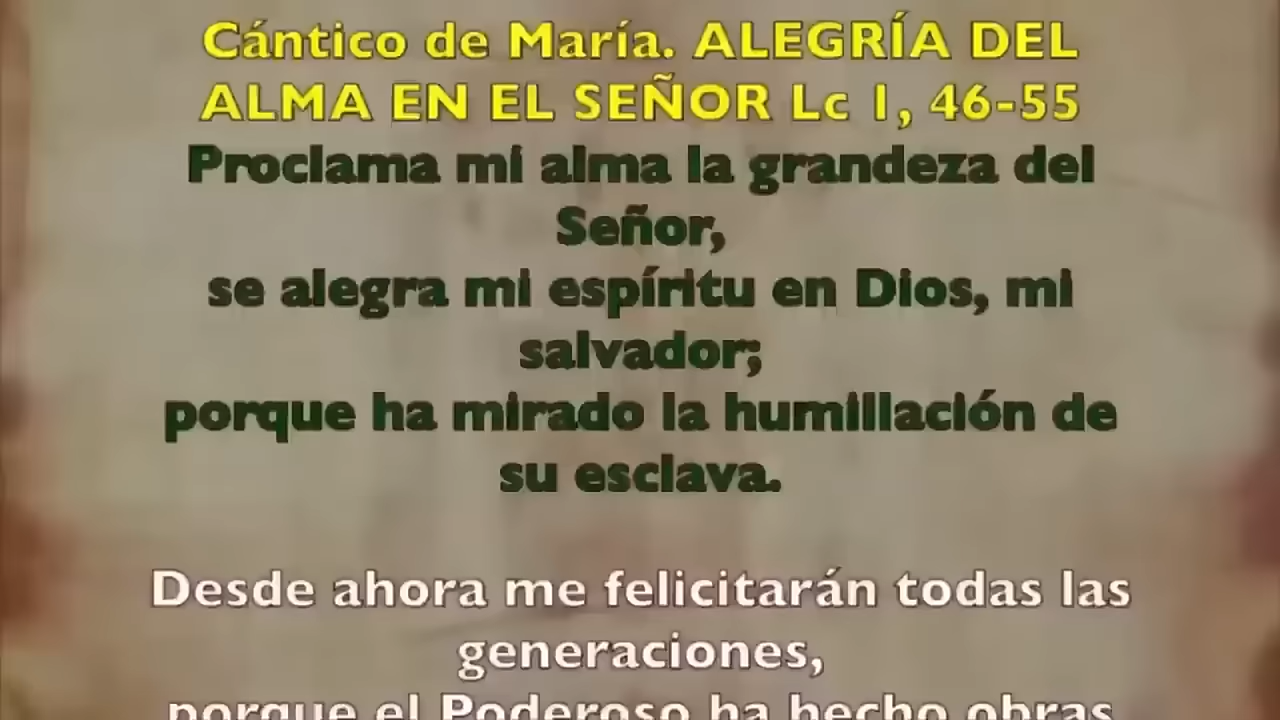 Cántico de María. ALEGRÍA DEL
ALMA EN EL SEÑOR Lc 1, 46-55
Proclama mi alma la grandeza del
Señor,
se alegra mi espíritu en Dios, mi
salvador;
porque ha mirado la humillación de
su esclava.
Desde ahora me felicitarán todas las
generaciones,
porque el Poderoso ha hecho obras